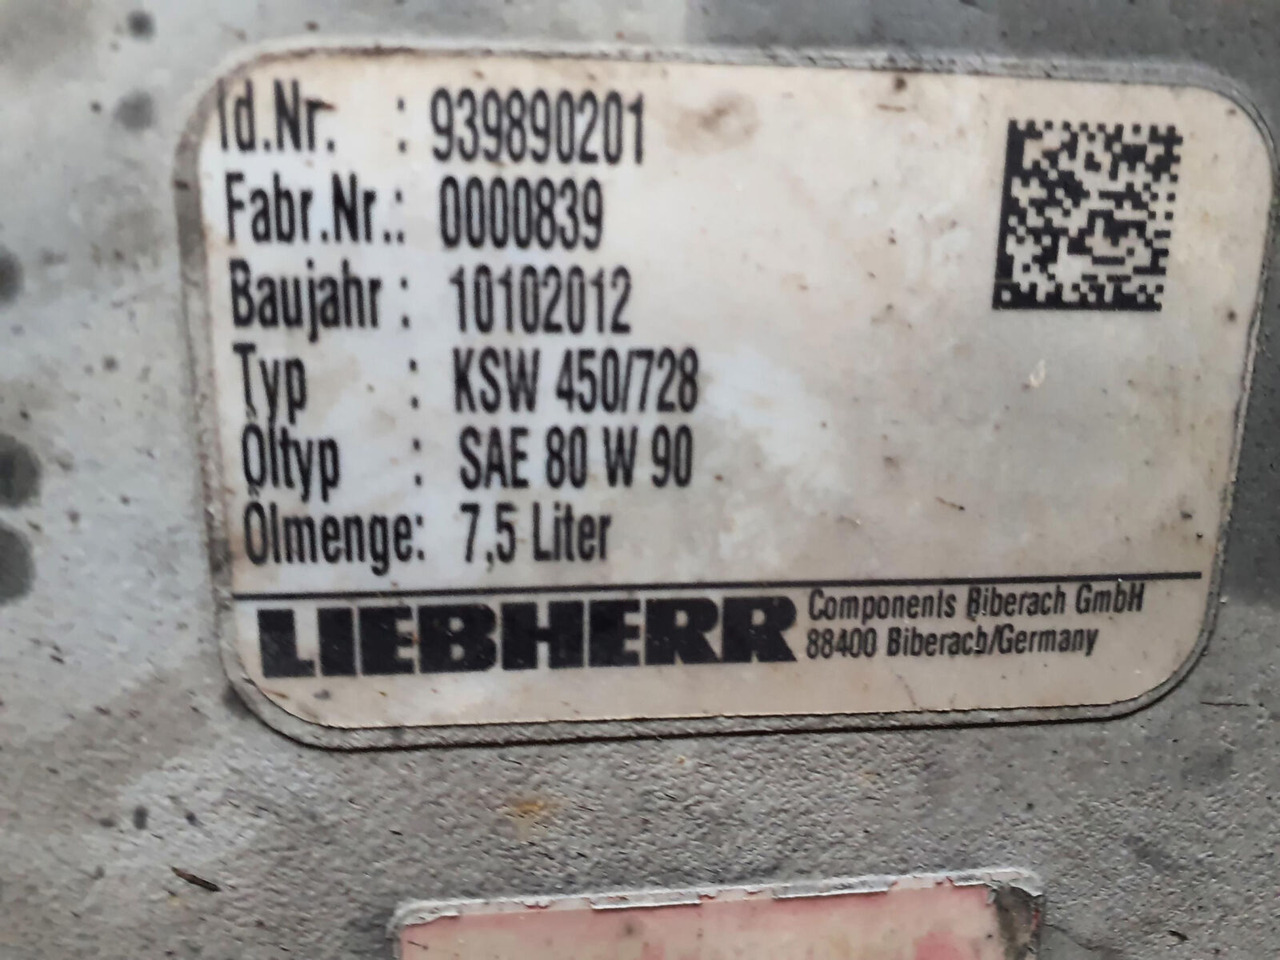 Id.Nr. : 939890201
Fabr.Nr.: 0000839
Baujahr : 10102012
Typ : KSW 450/728
Öltyp : SAE 80 W 90
Ölmenge: 7,5 Liter
LIEBHERR Components Biberach GmbH
88400 Biberach/Germany